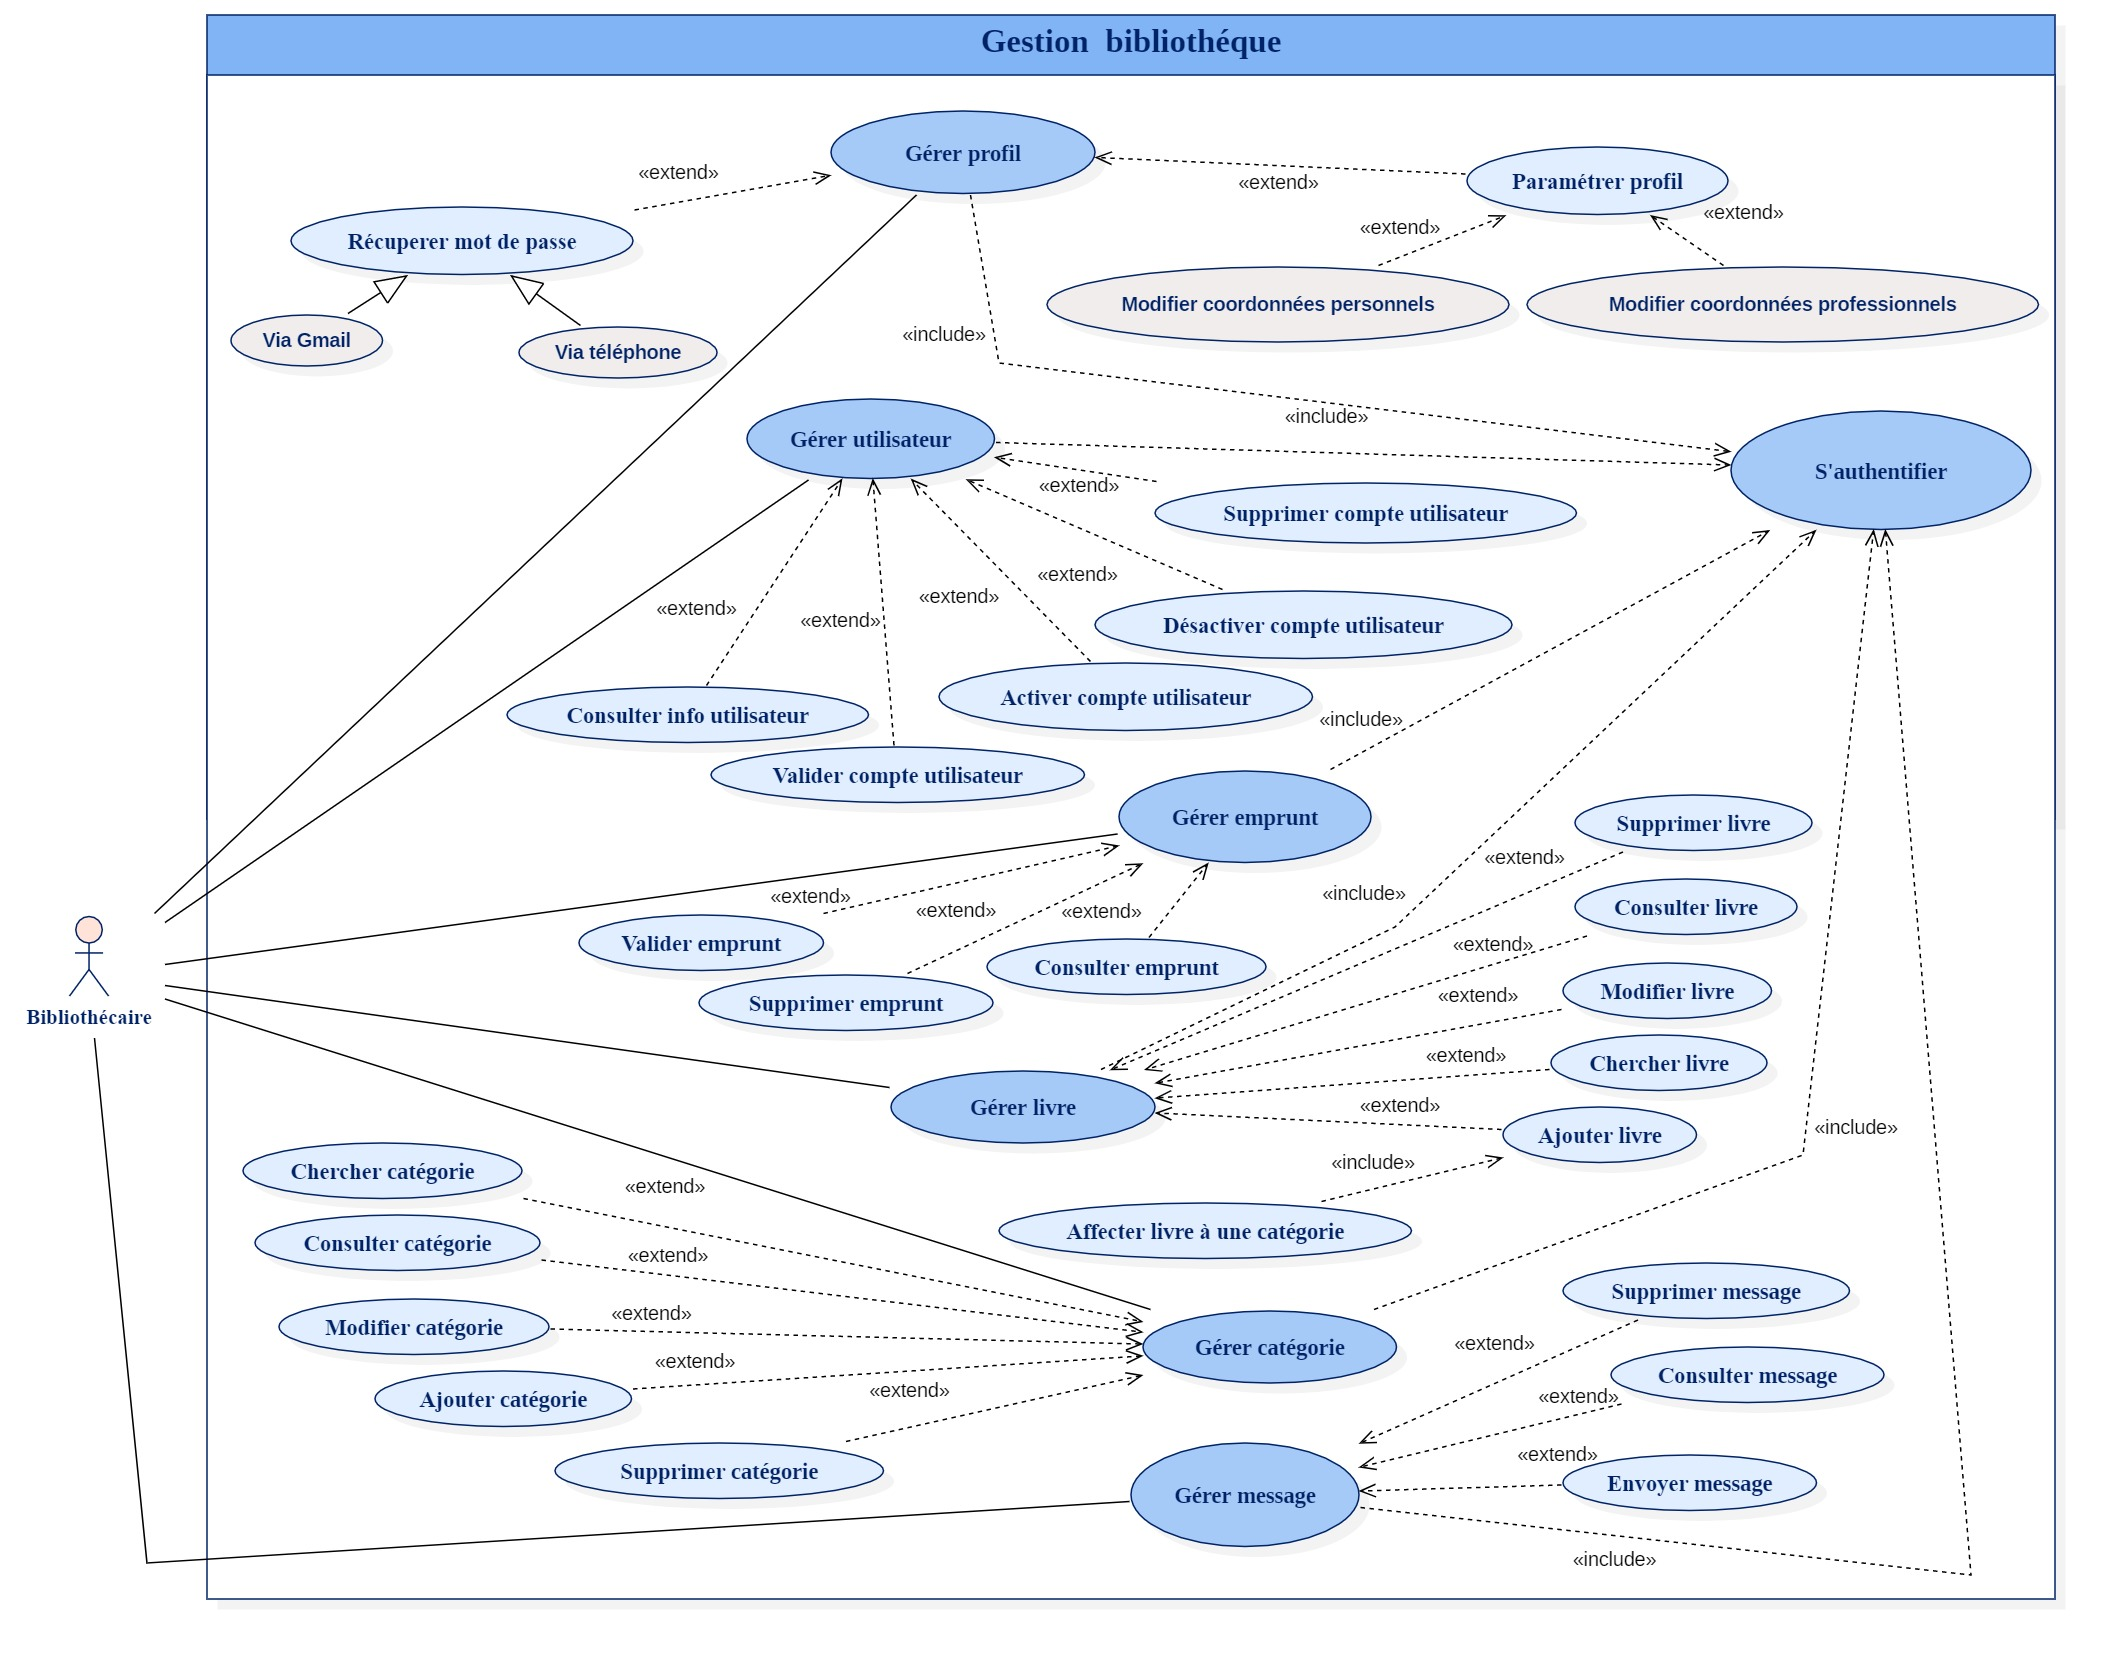 Gestion  bibliothéque
Gérer profil
«extend»
Paramétrer profil
«extend»
«extend»
«extend»
Récuperer mot de passe
Modifier coordonnées personnels
Modifier coordonnées professionnels
Via Gmail
Via téléphone
«include»
«include»
Gérer utilisateur
S'authentifier
«extend»
Supprimer compte utilisateur
«extend»
«extend»
«extend»
«extend»
Désactiver compte utilisateur
Activer compte utilisateur
Consulter info utilisateur
«include»
Valider compte utilisateur
Gérer emprunt
Supprimer livre
«extend»
«extend»
«include»
«extend»
«extend»
Consulter livre
Valider emprunt
«extend»
Consulter emprunt
Modifier livre
«extend»
Supprimer emprunt
Bibliothécaire
«extend»
Chercher livre
Gérer livre
«extend»
Ajouter livre
«include»
«include»
Chercher catégorie
«extend»
Affecter livre à une catégorie
Consulter catégorie
«extend»
Supprimer message
Modifier catégorie
«extend»
Gérer catégorie
«extend»
«extend»
Consulter message
Ajouter catégorie
«extend»
«extend»
Supprimer catégorie
«extend»
Envoyer message
Gérer message
«include»